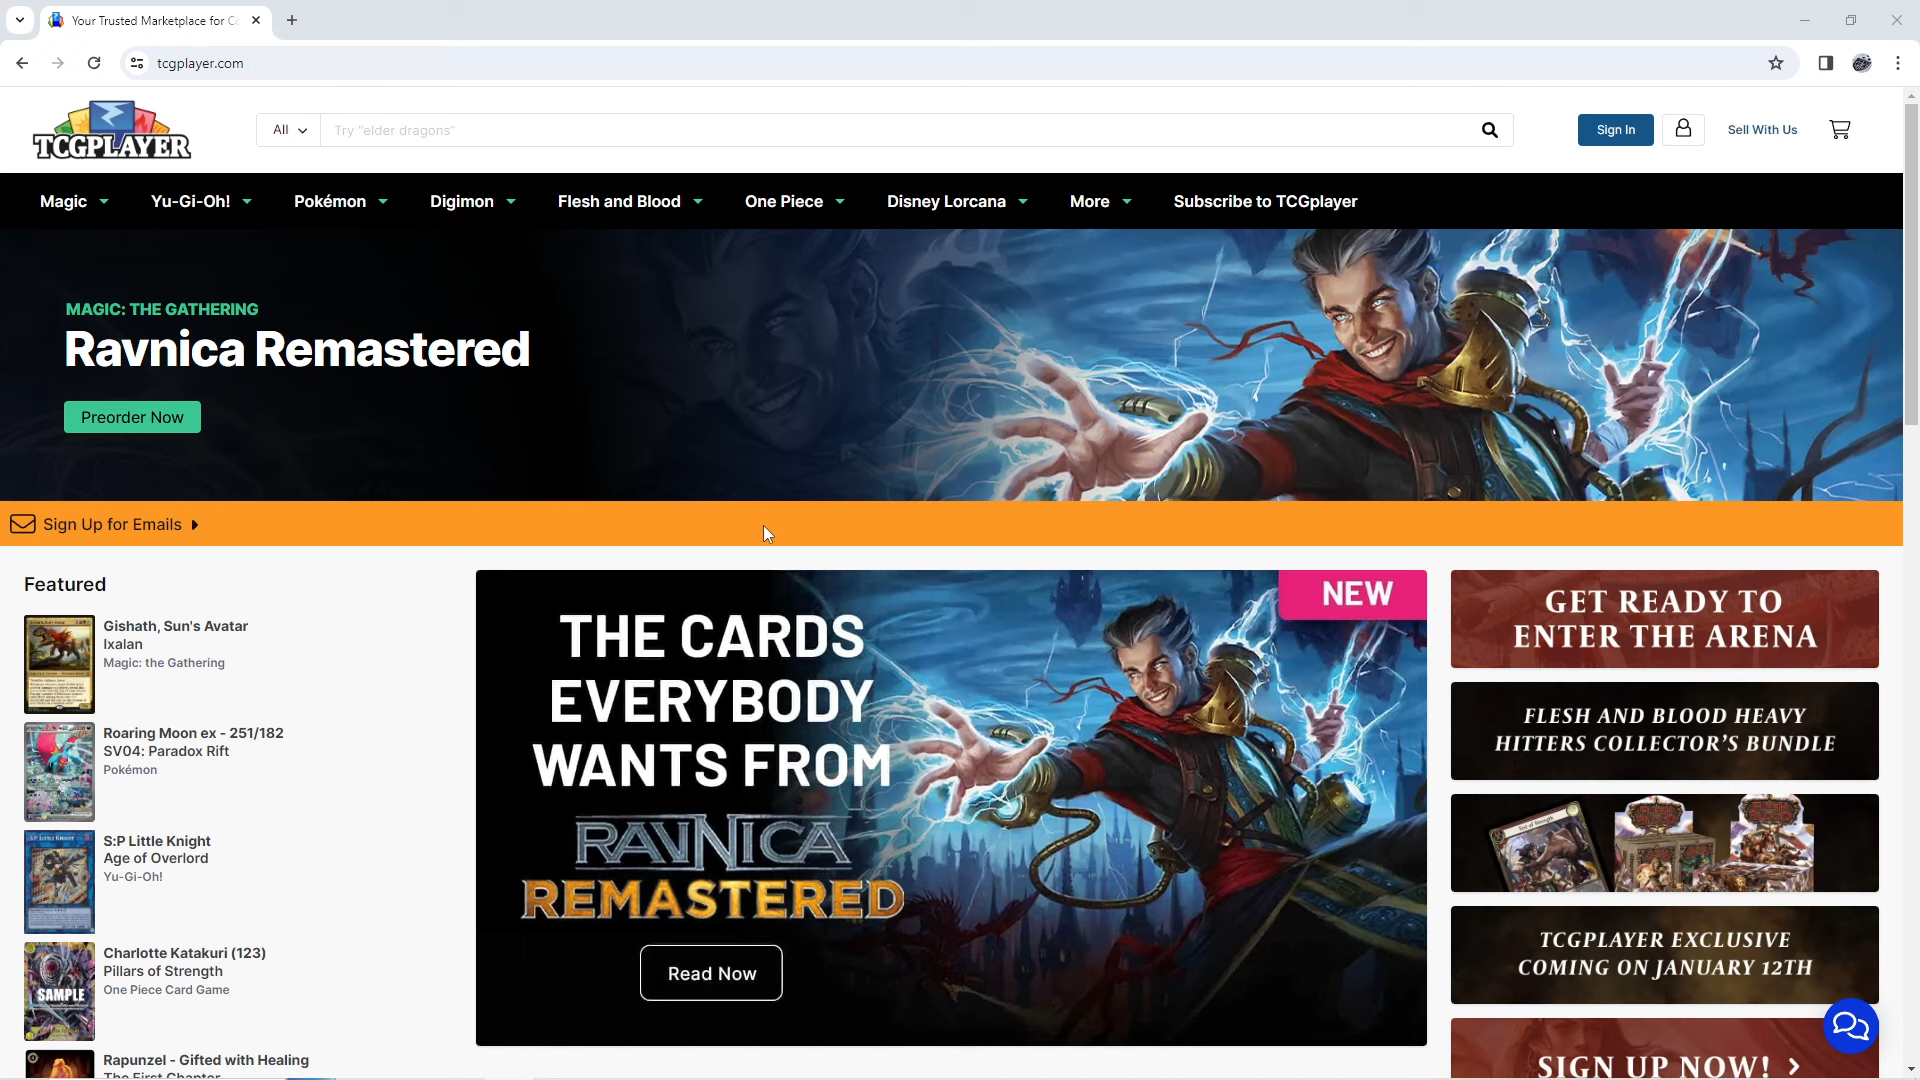 Your Trusted Marketplace for
tcgplayer.com
TCGPLAYER
All
Try "elder dragons"
Sign In
Sell With Us
Magic
Yu-Gi-Oh!
Pokémon
Digimon
Flesh and Blood
One Piece
Disney Lorcana
More
Subscribe to TCGplayer
MAGIC: THE GATHERING
Ravnica Remastered
Preorder Now
Sign Up for Emails
Featured
Gishath, Sun's Avatar
Ixalan
Magic: the Gathering
Roaring Moon ex - 251/182
SV04: Paradox Rift
Pokémon
S:P Little Knight
Age of Overlord
Yu-Gi-Oh!
Charlotte Katakuri (123)
Pillars of Strength
One Piece Card Game
SAMPLE
Rapunzel - Gifted with Healing
The First Chapter
NEW
THE CARDS
EVERYBODY
WANTS FROM
RAVNICA
REMASTERED
Read Now
GET READY TO
ENTER THE ARENA
FLESH AND BLOOD HEAVY
HITTERS COLLECTOR'S BUNDLE
TCGPLAYER EXCLUSIVE
COMING ON JANUARY 12TH
SIGN UP NOW!